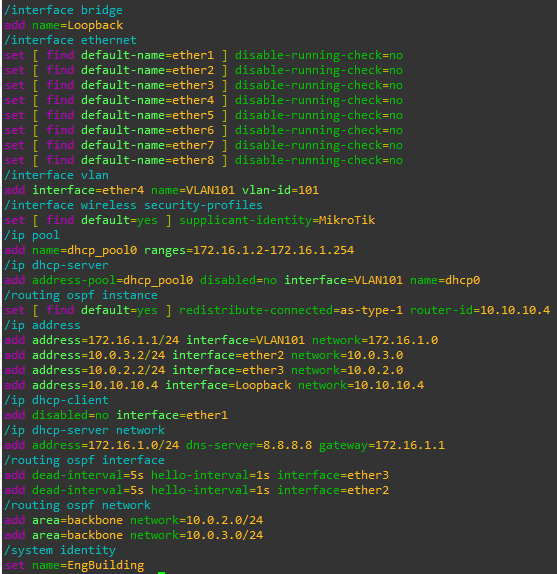 /interface bridge
add name=Loopback
/interface ethernet
set [ find default-name=ether1 ] disable-running-check=no
set [ find default-name=ether2 ] disable-running-check=no
set [ find default-name=ether3 ] disable-running-check=no
set [ find default-name=ether4 ] disable-running-check=no
set [ find default-name=ether5 ] disable-running-check=no
set [ find default-name=ether6 ] disable-running-check=no
set [ find default-name=ether7 ] disable-running-check=no
set [ find default-name=ether8 ] disable-running-check=no
/interface vlan
add interface=ether4 name=VLAN101 vlan-id=101
/interface wireless security-profiles
set [ find default=yes ] supplicant-identity=MikroTik
/ip pool
add name=dhcp_pool0 ranges=172.16.1.2-172.16.1.254
/ip dhcp-server
add address-pool=dhcp_pool0 disabled=no interface=VLAN101 name=dhcp0
/routing ospf instance
set [ find default=yes ] redistribute-connected=as-type-1 router-id=10.10.10.4
/ip address
add address=172.16.1.1/24 interface=VLAN101 network=172.16.1.0
add address=10.0.3.2/24 interface=ether2 network=10.0.3.0
add address=10.0.2.2/24 interface=ether3 network=10.0.2.0
add address=10.10.10.4 interface=Loopback network=10.10.10.4
/ip dhcp-client
add disabled=no interface=ether1
/ip dhcp-server network
add address=172.16.1.0/24 dns-server=8.8.8.8 gateway=172.16.1.1
/routing ospf interface
add dead-interval=5s hello-interval=1s interface=ether3
add dead-interval=5s hello-interval=1s interface=ether2
/routing ospf network
add area=backbone network=10.0.2.0/24
add area=backbone network=10.0.3.0/24
/system identity
set name=EngBuilding